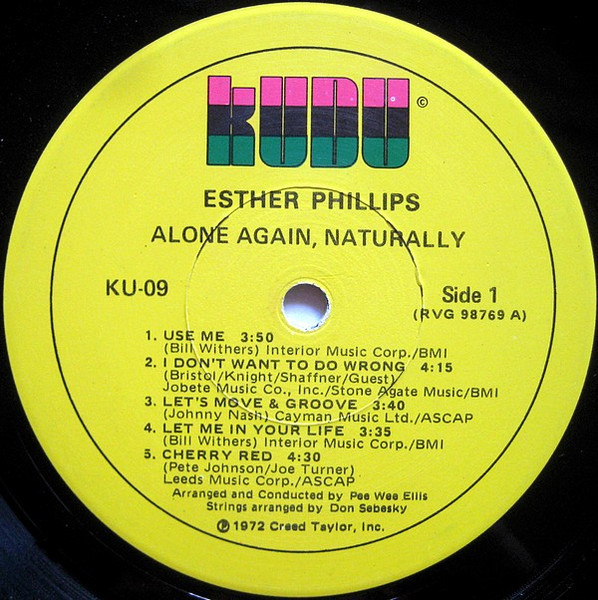 kUDU ©
ESTHER PHILLIPS
ALONE AGAIN, NATURALLY
KU-09
Side 1
(RVG 98769 A)
1. USE ME 3:50
(Bill Withers) Interior Music Corp./BMI
2. I DON'T WANT TO DO WRONG 4:15
(Bristol/Knight/Shaffner/Guest)
Jobete Music Co., Inc./Stone Agate Music/BMI
3. LET'S MOVE & GROOVE 3:40
(Johnny Nash) Cayman Music Ltd./ASCAP
4. LET ME IN YOUR LIFE 3:35
(Bill Withers) Interior Music Corp./BMI
5. CHERRY RED 4:30
(Pete Johnson/Joe Turner)
Leeds Music Corp./ASCAP
Arranged and Conducted by Pee Wee Ellis
Strings arranged by Don Sebesky
℗ 1972 Creed Taylor, Inc.